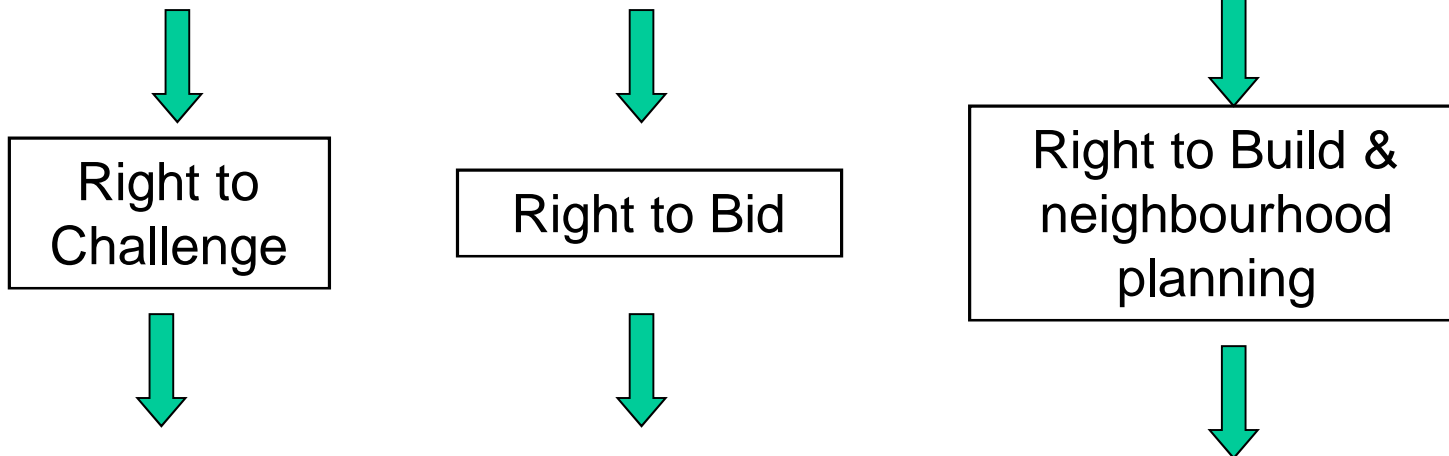 Right to
Challenge
Right to Bid
Right to Build &
neighbourhood
planning